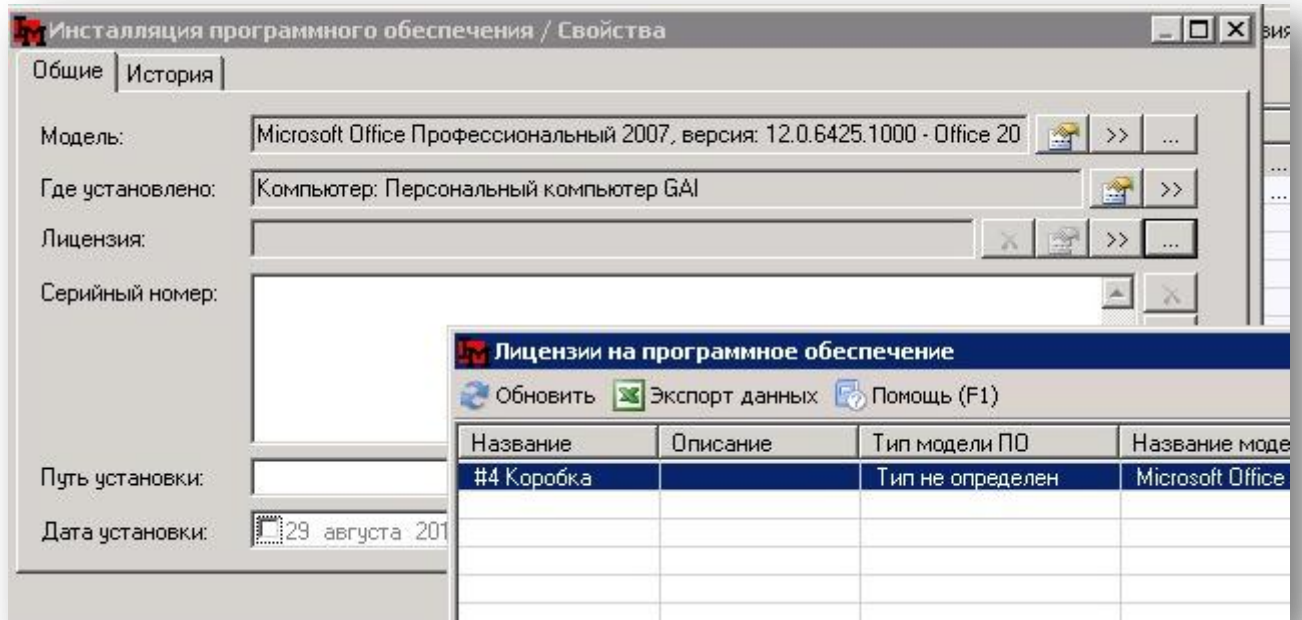 Инсталляция программного обеспечения / Свойства
Общие
История
Модель:
Microsoft Office Профессиональный 2007, версия: 12.0.6425.1000 - Office 20
>>
...
Где установлено:
Компьютер: Персональный компьютер GAI
>>
Лицензия:
>>
...
Серийный номер:
Лицензии на программное обеспечение
Обновить
Экспорт данных
Помощь (F1)
Название
Описание
Тип модели ПО
Название моде
#4 Коробка
Тип не определен
Microsoft Office
Путь установки:
Дата установки:
29 августа 201